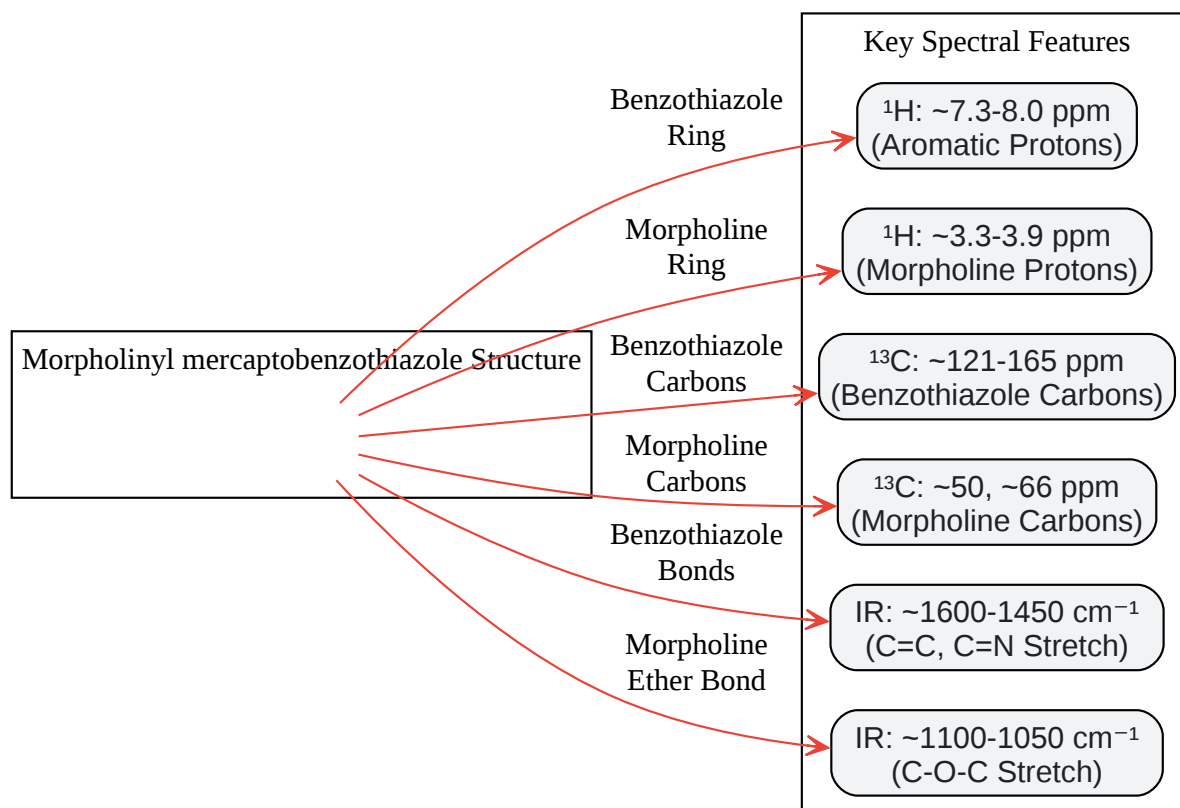 Key Spectral Features
Benzothiazole
Ring
¹H: ~7.3-8.0 ppm
(Aromatic Protons)
Morpholine
Ring
¹H: ~3.3-3.9 ppm
(Morpholine Protons)
Morpholinyl mercaptobenzothiazole Structure
Benzothiazole
Carbons
¹³C: ~121-165 ppm
(Benzothiazole Carbons)
Morpholine
Carbons
¹³C: ~50, ~66 ppm
(Morpholine Carbons)
Benzothiazole
Bonds
IR: ~1600-1450 cm⁻¹
(C=C, C=N Stretch)
Morpholine
Ether Bond
IR: ~1100-1050 cm⁻¹
(C-O-C Stretch)